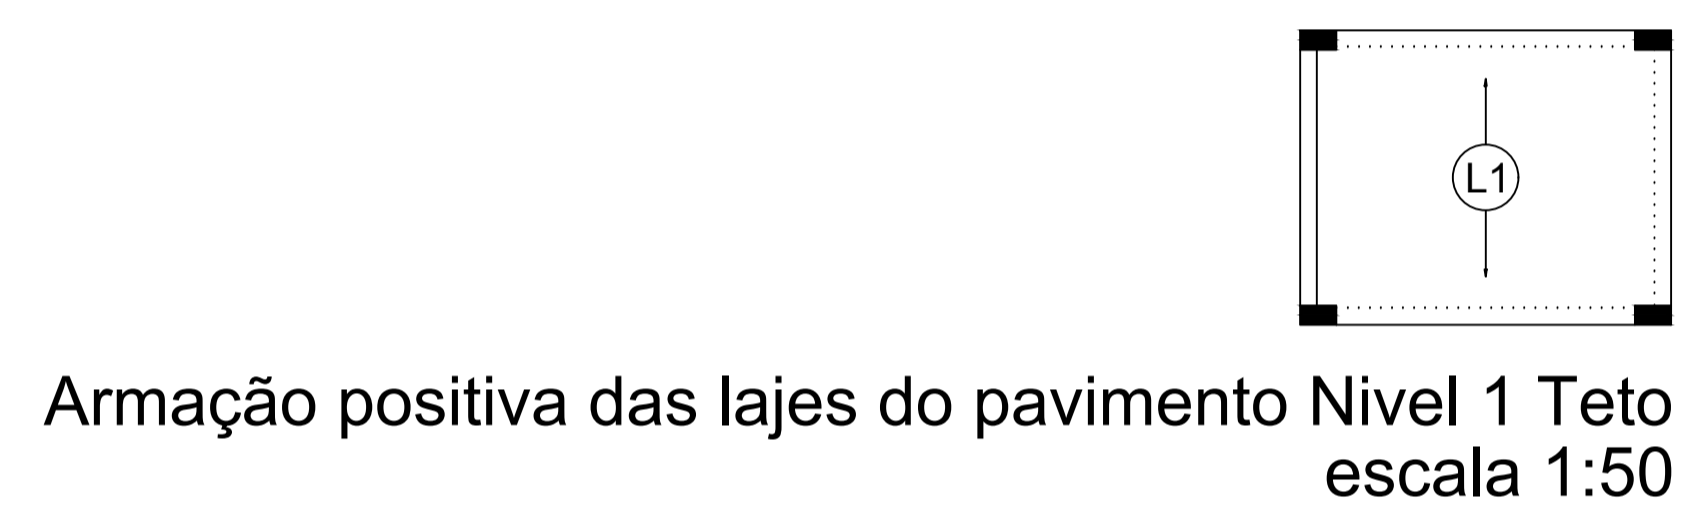 L1
Armação positiva das lajes do pavimento Nivel 1 Teto
escala 1:50